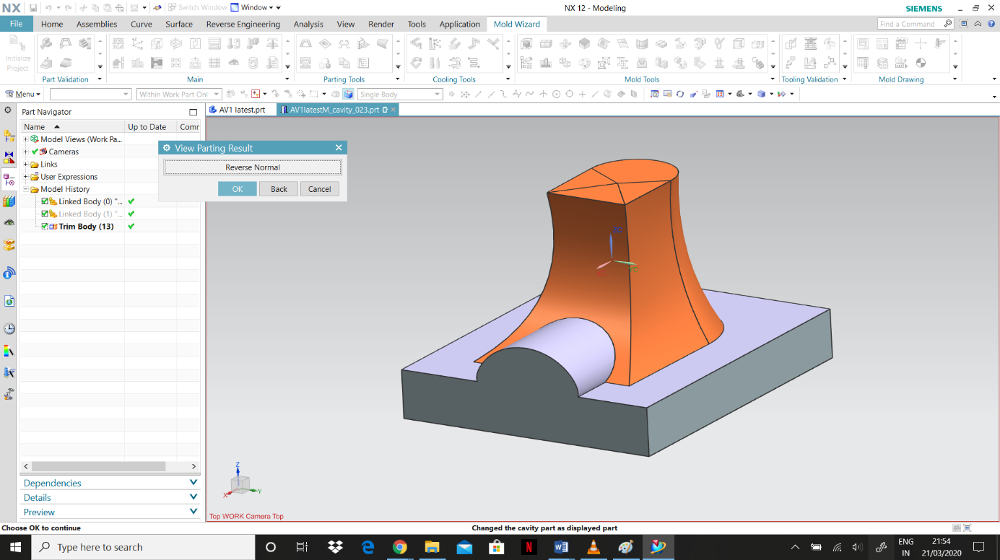 NX
Switch Window
Window
NX 12 - Modeling
SIEMENS
File
Home
Assemblies
Curve
Surface
Reverse Engineering
Analysis
View
Render
Tools
Application
Mold Wizard
Find a Command
Initialize
Project
Part Validation
Main
Parting Tools
Cooling Tools
Mold Tools
Tooling Validation
Mold Drawing
Menu
Within Work Part Onl
Single Body
Part Navigator
AV1 latest.prt
AV1latestM_cavity_023.prt
Name
Up to Date
Comr
Model Views (Work Pa...
Cameras
Links
User Expressions
Model History
Linked Body (0) "...
Linked Body (1) "...
Trim Body (13)
View Parting Result
Reverse Normal
OK
Back
Cancel
Z
X
Y
Top WORK Camera Top
Dependencies
Details
Preview
Choose OK to continue
Changed the cavity part as displayed part
Type here to search
ENG
IN
21:54
21/03/2020